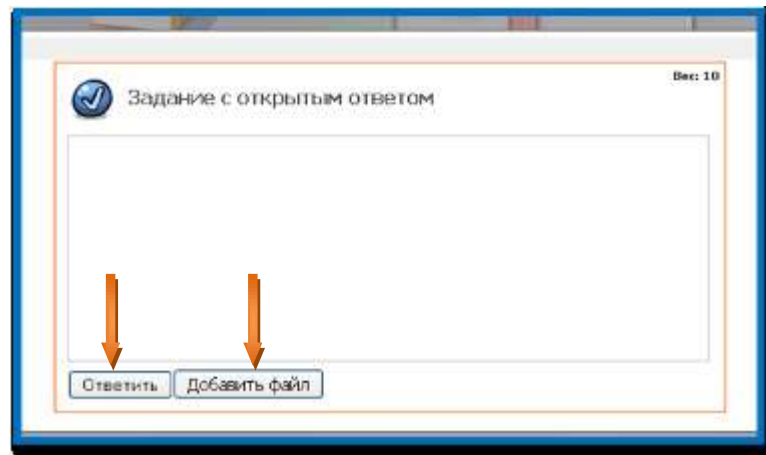 Вес: 10
Задание с открытым ответом
Ответить Добавить файл